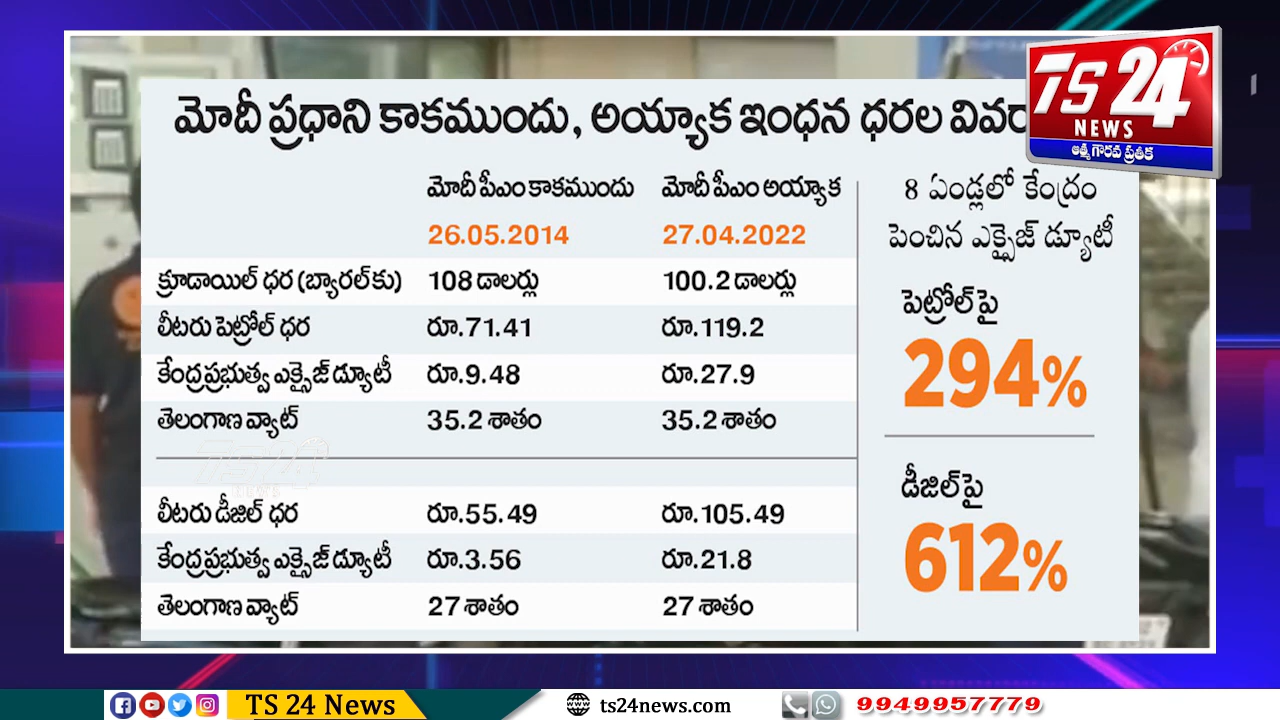 మోదీ ప్రధాని కాకముందు, అయ్యాక ఇంధన ధరల
TS 24
NEWS
ఆత్మ గౌరవ ప్రతీక
మోదీ పీఎం కాకముందు మోదీ పీఎం అయ్యాక
26.05.2014 27.04.2022
క్రూడాయిల్ ధర (బ్యారల్‌కు) 108 డాలర్లు 100.2 డాలర్లు
లీటరు పెట్రోల్ ధర రూ.71.41 రూ.119.2
కేంద్రప్రభుత్వ ఎక్సైజ్ డ్యూటీ రూ.9.48 రూ.27.9
తెలంగాణ వ్యాట్ 35.2 శాతం 35.2 శాతం
లీటరు డీజిల్ ధర రూ.55.49 రూ.105.49
కేంద్రప్రభుత్వ ఎక్సైజ్ డ్యూటీ రూ.3.56 రూ.21.8
తెలంగాణ వ్యాట్ 27 శాతం 27 శాతం
8 ఏండ్లలో కేంద్రం
పెంచిన ఎక్సైజ్ డ్యూటీ
పెట్రోల్‌పై
294%
డీజిల్‌పై
612%
TS 24
NEWS
TS 24 News ts24news.com 9949957779